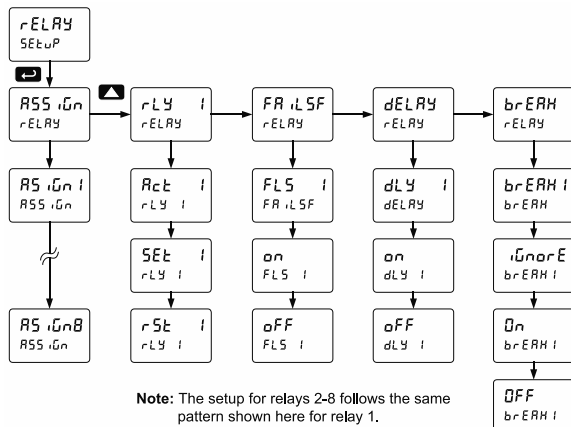 rELAY
SEtuP
ASSiGn
rELAY
rLY 1
rELAY
FAiLSF
rELAY
dELAY
rELAY
brEAK
rELAY
ASiGn1
ASSiGn
Act 1
rLY 1
FLS 1
FAiLSF
dLY 1
dELAY
brEAK1
brEAK
SEt 1
rLY 1
on
FLS 1
on
dLY 1
iGnorE
brEAK1
ASiGn8
ASSiGn
rSt 1
rLY 1
oFF
FLS 1
oFF
dLY 1
On
brEAK1
OFF
brEAK1
Note: The setup for relays 2-8 follows the same
pattern shown here for relay 1.